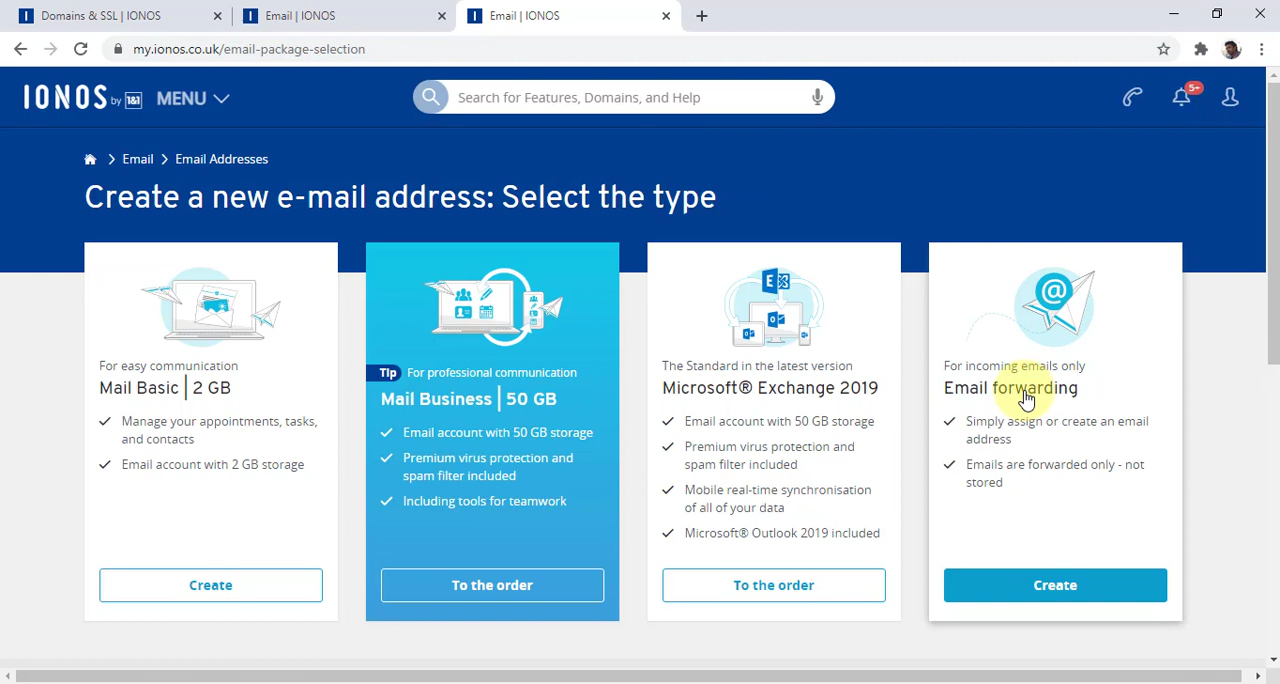 Domains & SSL | IONOS
Email | IONOS
Email | IONOS
my.ionos.co.uk/email-package-selection
IONOS by 1&1
MENU
Search for Features, Domains, and Help
5+
Email
Email Addresses
Create a new e-mail address: Select the type
For easy communication
Mail Basic | 2 GB
Manage your appointments, tasks,
and contacts
Email account with 2 GB storage
Create
Tip
For professional communication
Mail Business | 50 GB
Email account with 50 GB storage
Premium virus protection and
spam filter included
Including tools for teamwork
To the order
The Standard in the latest version
Microsoft® Exchange 2019
Email account with 50 GB storage
Premium virus protection and
spam filter included
Mobile real-time synchronisation
of all of your data
Microsoft® Outlook 2019 included
To the order
For incoming emails only
Email forwarding
Simply assign or create an email
address
Emails are forwarded only - not
stored
Create